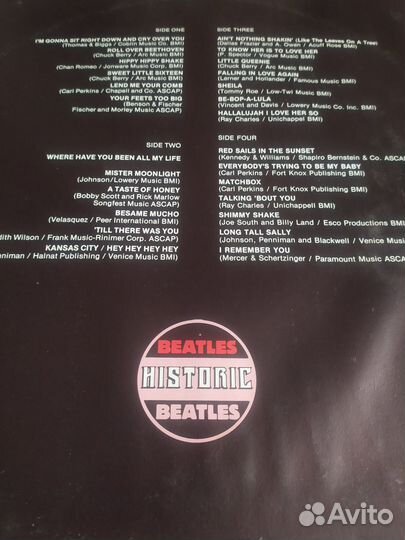 SIDE ONE
I'M GONNA SIT RIGHT DOWN AND CRY OVER YOU
(Thomas & Biggs / Coblin Music Co. BMI)
ROLL OVER BEETHOVEN
(Chuck Berry / Arc Music BMI)
HIPPY HIPPY SHAKE
(Chan Romeo / Jonware Music Corp. BMI)
SWEET LITTLE SIXTEEN
(Chuck Berry / Arc Music BMI)
LEND ME YOUR COMB
(Carl Perkins / Chapell and Co. ASCAP)
YOUR FEETS TOO BIG
(Benson & Fischer
Fischer and Morley Music ASCAP)
SIDE TWO
WHERE HAVE YOU BEEN ALL MY LIFE
MISTER MOONLIGHT
(Johnson/Lowery Music BMI)
A TASTE OF HONEY
(Bobby Scott and Rick Marlow
Songfest Music ASCAP)
BESAME MUCHO
(Velasquez / Peer International BMI)
'TILL THERE WAS YOU
dith Wilson / Frank Music-Rinimer Corp. ASCAP)
KANSAS CITY / HEY HEY HEY HEY
nniman / Hainat Publishing / Venice Music BMI)
SIDE THREE
AIN'T NOTHING SHAKIN' (Like The Leaves On A Tree)
(Dallas Frazier and A. Owen / Acuff Rose BMI)
TO KNOW HER IS TO LOVE HER
(P. Spector / Vogue Music BMI)
LITTLE QUEENIE
(Chuck Berry / Arc Music BMI)
FALLING IN LOVE AGAIN
(Lerner and Hollander / Famous Music BMI)
SHEILA
(Tommy Roe / Low-Twi Music BMI)
BE-BOP-A-LULA
(Vincent and Davis / Lowery Music Co. Inc. BMI)
HALLALUJAH I LOVE HER SO
(Ray Charles / Unichappel BMI)
SIDE FOUR
RED SAILS IN THE SUNSET
(Kennedy & Williams / Shapiro Bernstein & Co. ASCAP)
EVERYBODY'S TRYING TO BE MY BABY
(Carl Perkins / Fort Knox Publishing / BMI)
MATCHBOX
(Carl Perkins / Fort Knox Publishing BMI)
TALKING 'BOUT YOU
(Ray Charles / Unichappel BMI)
SHIMMY SHAKE
(Joe South and Billy Land / Esco Productions BMI)
LONG TALL SALLY
(Johnson, Penniman and Blackwell / Venice Music BMI)
I REMEMBER YOU
(Mercer & Schertzinger / Paramount Music ASCAP)
BEATLES
HISTORIC
BEATLES
Avito